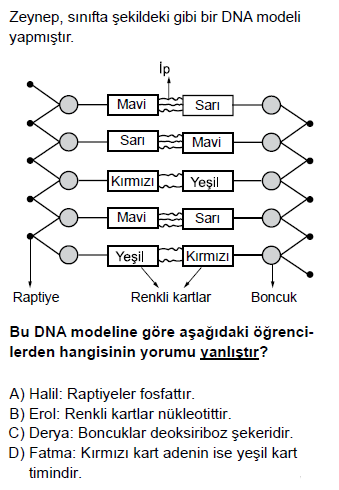 Zeynep, sınıfta şekildeki gibi bir DNA modeli
yapmıştır.
İp
Mavi Sarı
Sarı Mavi
Kırmızı Yeşil
Mavi Sarı
Yeşil Kırmızı
Raptiye Renkli kartlar Boncuk
Bu DNA modeline göre aşağıdaki öğrenci-
lerden hangisinin yorumu yanlıştır?
A) Halil: Raptiyeler fosfattır.
B) Erol: Renkli kartlar nükleotittir.
C) Derya: Boncuklar deoksiriboz şekeridir.
D) Fatma: Kırmızı kart adenin ise yeşil kart
timindir.